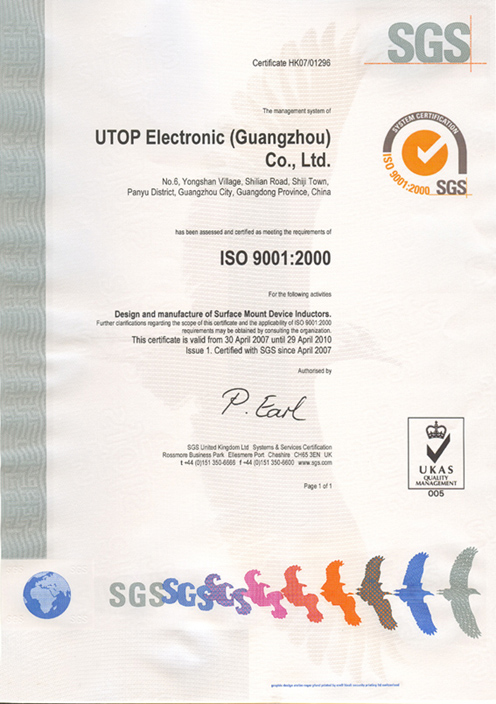 SGS
Certificate HK07/01296
The management system of
UTOP Electronic (Guangzhou)
Co., Ltd.
No.6, Yongshan Village, Shilian Road, Shiji Town,
Panyu District, Guangzhou City, Guangdong Province, China
SYSTEM CERTIFICATION
ISO 9001:2000
SGS
has been assessed and certified as meeting the requirements of
ISO 9001:2000
For the following activities
Design and manufacture of Surface Mount Device Inductors.
Further clarifications regarding the scope of this certificate and the applicability of ISO 9001:2000
requirements may be obtained by consulting the organization.
This certificate is valid from 30 April 2007 until 29 April 2010
Issue 1. Certified with SGS since April 2007
Authorised by
P. Earl
SGS United Kingdom Ltd Systems & Services Certification
Rossmore Business Park Ellesmere Port Cheshire CH65 3EN UK
t +44 (0)151 350-6666 f +44 (0)151 350-6600 www.sgs.com
Page 1 of 1
UKAS
QUALITY
MANAGEMENT
005
SGSSGSGS